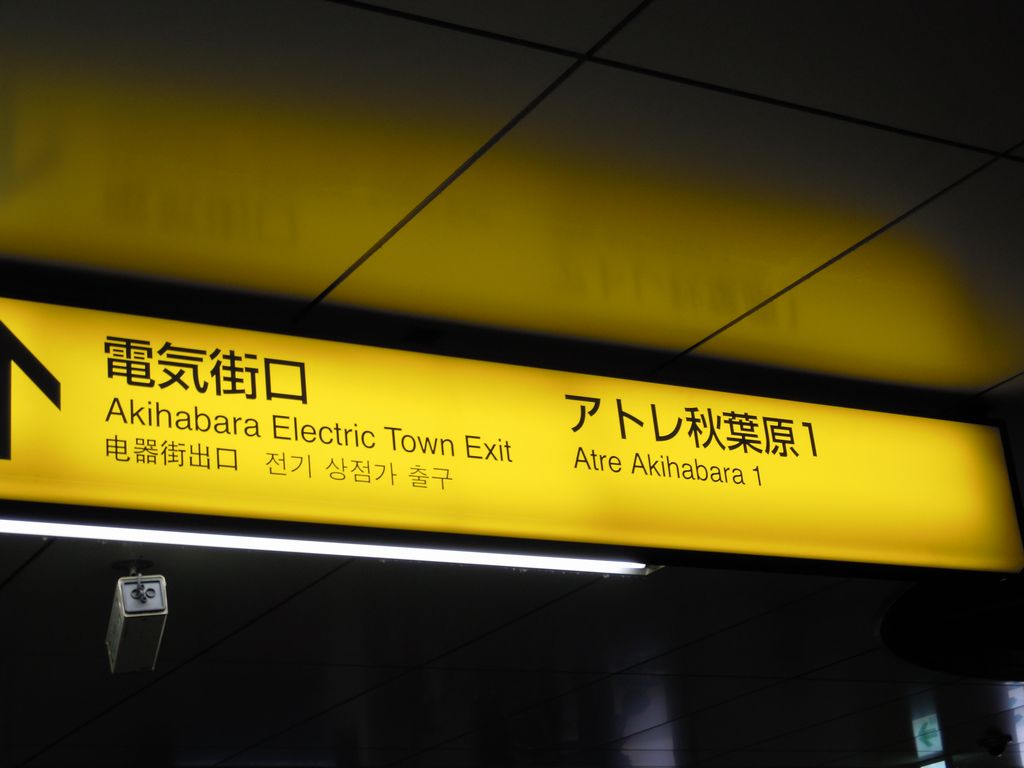 電気街口
Akihabara Electric Town Exit
电器街出口 전기 상점가 출구
アトレ秋葉原1
Atre Akihabara 1